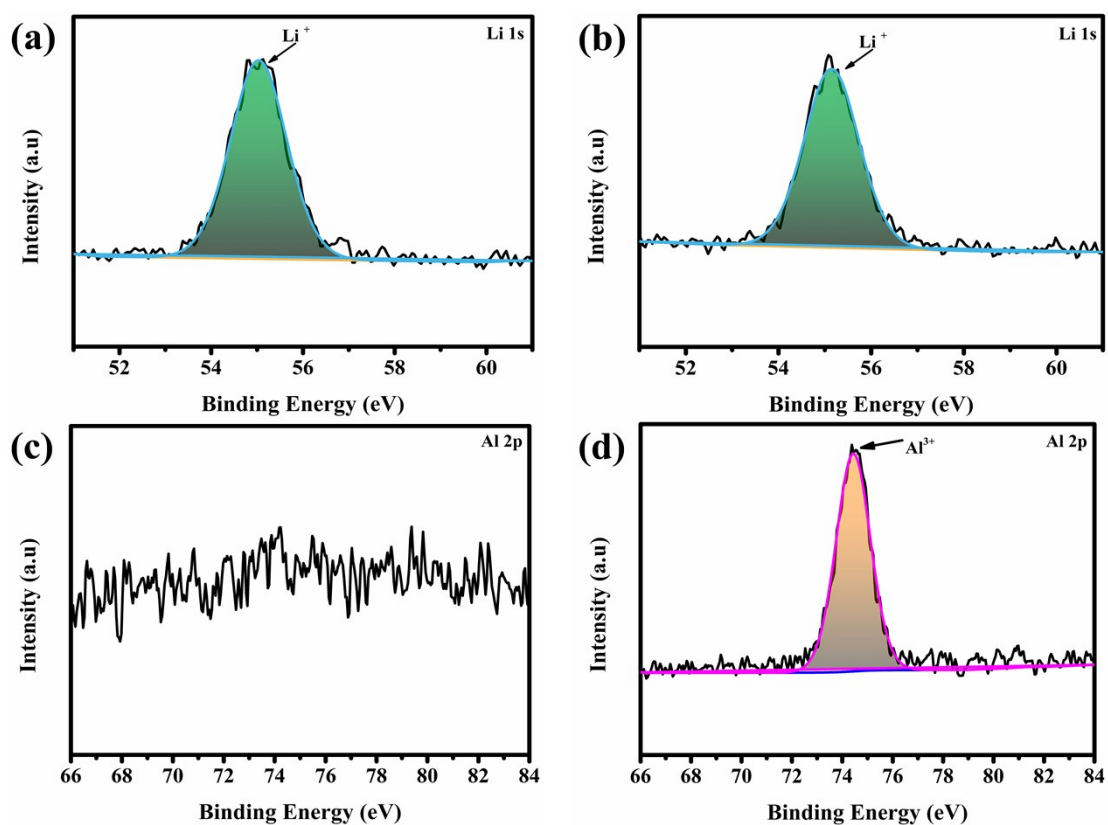 (a)
Li 1s
Li +
Intensity (a.u)
52 54 56 58 60
Binding Energy (eV)
(b)
Li 1s
Li +
Intensity (a.u)
52 54 56 58 60
Binding Energy (eV)
(c)
Al 2p
Intensity (a.u)
66 68 70 72 74 76 78 80 82 84
Binding Energy (eV)
(d)
Al 2p
Al³⁺
Intensity (a.u)
66 68 70 72 74 76 78 80 82 84
Binding Energy (eV)